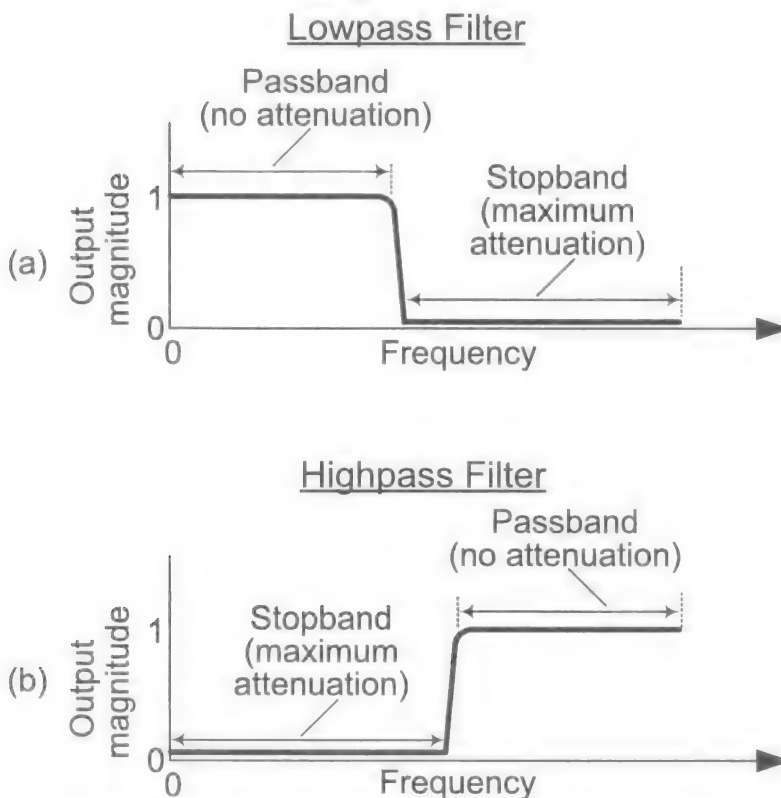 Lowpass Filter
Passband
(no attenuation)
Stopband
(maximum
attenuation)
(a)
Output
magnitude
1
0
0
Frequency
Highpass Filter
Passband
(no attenuation)
Stopband
(maximum
attenuation)
(b)
Output
magnitude
1
0
0
Frequency